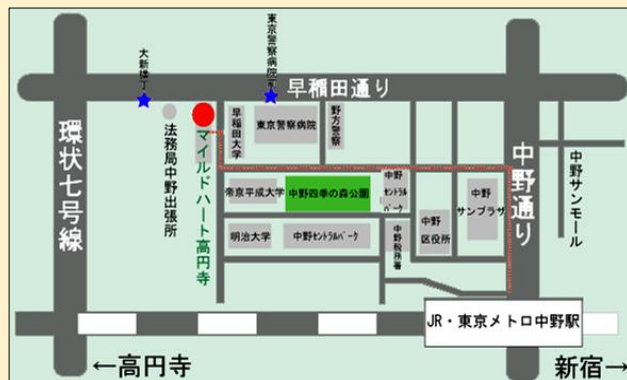 大新横丁
東京警察病院前
早稲田通り
環状七号線
法務局中野出張所
マイルドハート高円寺
早稲田大学
東京警察病院
野方警察
中野通り
中野サンモール
帝京平成大学
中野四季の森公園
中野セントラルパーク
中野
サンプラザ
明治大学
中野セントラルパーク
中野税務署
中野
区役所
JR・東京メトロ中野駅
←高円寺
新宿→